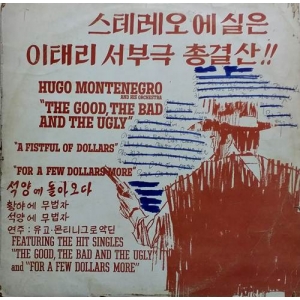 스테레오에 실은
이태리 서부극 총결산!!
HUGO MONTENEGRO
AND HIS ORCHESTRA
"THE GOOD, THE BAD
AND THE UGLY"
"A FISTFUL OF DOLLARS"
"FOR A FEW DOLLARS MORE"
석양에 돌아오다
황야에 무법자
석양에 무법자
연주 : 유고·몬티니그로악단
FEATURING THE HIT SINGLES
"THE GOOD, THE BAD AND THE UGLY"
and "FOR A FEW DOLLARS MORE"